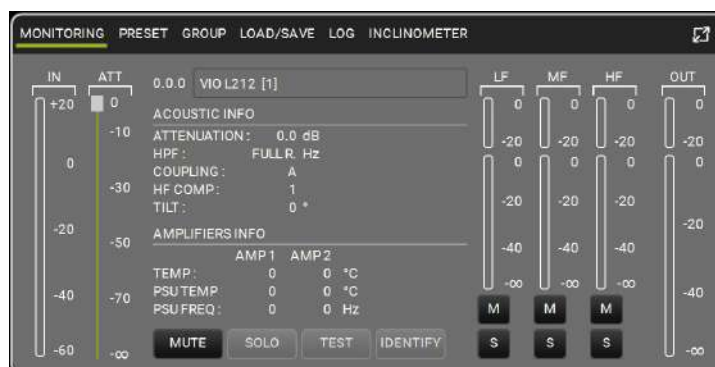 MONITORING PRESET GROUP LOAD/SAVE LOG INCLINOMETER
IN ATT
+20
0
-20
-40
-60
0
-10
-30
-50
-70
-∞
0.0.0 VIO L212 [1]
ACOUSTIC INFO
ATTENUATION: 0.0 dB
HPF: FULL R. Hz
COUPLING: A
HF COMP: 1
TILT: 0 °
AMPLIFIERS INFO
AMP 1 AMP 2
TEMP: 0 0 °C
PSU TEMP 0 0 °C
PSU FREQ: 0 0 Hz
MUTE SOLO TEST IDENTIFY
LF MF HF OUT
0 0 0 0
-20 -20 -20 -20
0 0 0 0
-20 -20 -20
-20
-40 -40 -40
-∞ -∞ -∞
-40
M M M
S S S
-∞